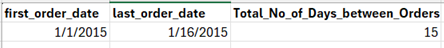 first_order_date last_order_date Total_No_of_Days_between_Orders
1/1/2015 1/16/2015 15